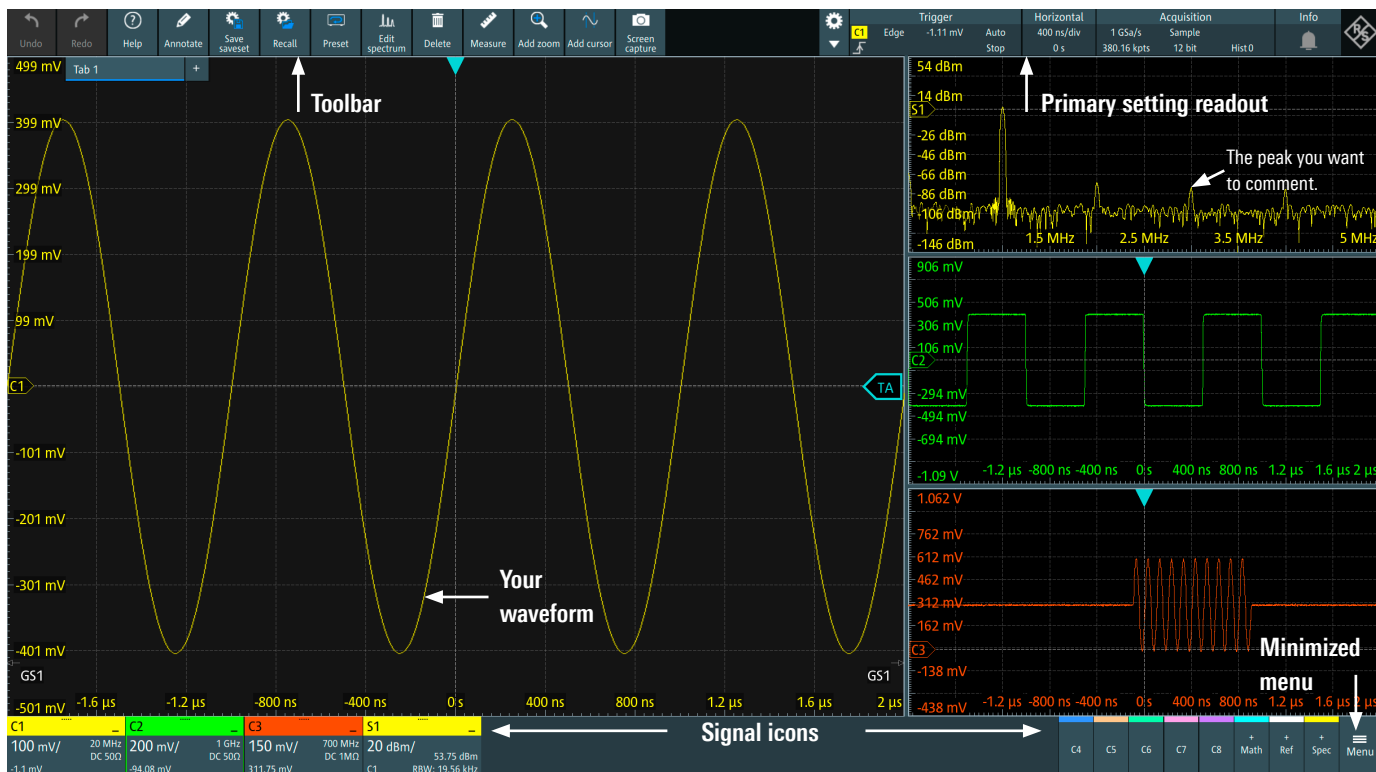 Undo
Redo
Help
Annotate
Save saveset
Recall
Preset
Edit spectrum
Delete
Measure
Add zoom
Add cursor
Screen capture
C1
Edge
Trigger
-1.11 mV
Auto
Stop
Horizontal
400 ns/div
0 s
Acquisition
1 GSa/s
Sample
380.16 kpts
12 bit
Hist 0
Info
R&S
499 mV
Tab 1
+
Toolbar
399 mV
299 mV
199 mV
99 mV
C1
TA
-101 mV
-201 mV
-301 mV
Your
waveform
-401 mV
GS1
GS1
-501 mV
-1.6 µs
-1.2 µs
-800 ns
-400 ns
0 s
400 ns
800 ns
1.2 µs
1.6 µs
2 µs
54 dBm
14 dBm
S1
Primary setting readout
-26 dBm
-46 dBm
-66 dBm
-86 dBm
-106 dBm
-146 dBm
The peak you want
to comment.
1.5 MHz
2.5 MHz
3.5 MHz
5 MHz
906 mV
506 mV
306 mV
106 mV
C2
-294 mV
-494 mV
-694 mV
-1.09 V
-1.2 µs
-800 ns
-400 ns
0 s
400 ns
800 ns
1.2 µs
1.6 µs
2 µs
1.062 V
762 mV
612 mV
462 mV
312 mV
162 mV
C3
-138 mV
-438 mV
-1.2 µs
-800 ns
-400 ns
0 s
400 ns
800 ns
1.2 µs
1.6 µs
2 µs
Minimized
menu
C1
100 mV/
20 MHz
DC 50Ω
-1.1 mV
C2
200 mV/
1 GHz
DC 50Ω
-94.08 mV
C3
150 mV/
700 MHz
DC 1MΩ
311.75 mV
S1
20 dBm/
53.75 dBm
C1
RBW: 19.56 kHz
Signal icons
C4
C5
C6
C7
C8
+
Math
+
Ref
+
Spec
Menu